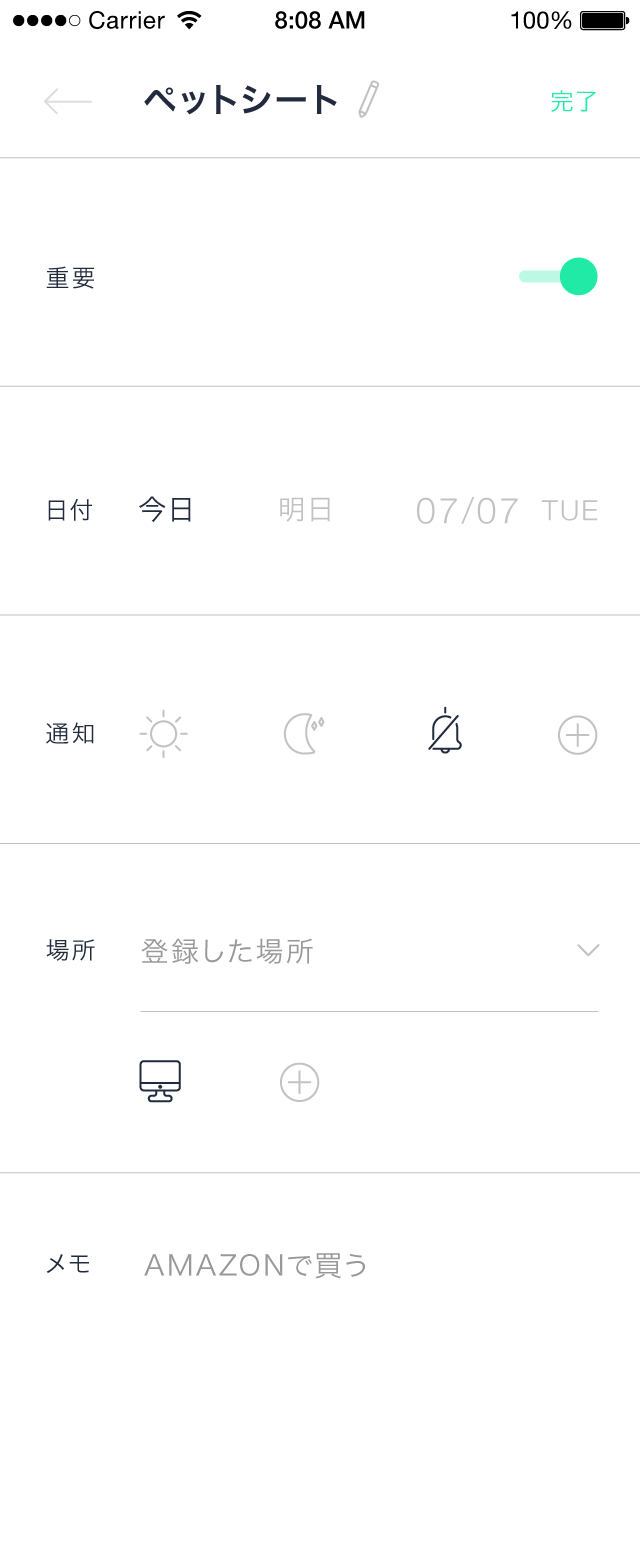 Carrier 8:08 AM 100%
ペットシート 完了
重要
日付 今日 明日 07/07 TUE
通知
場所 登録した場所
メモ AMAZONで買う